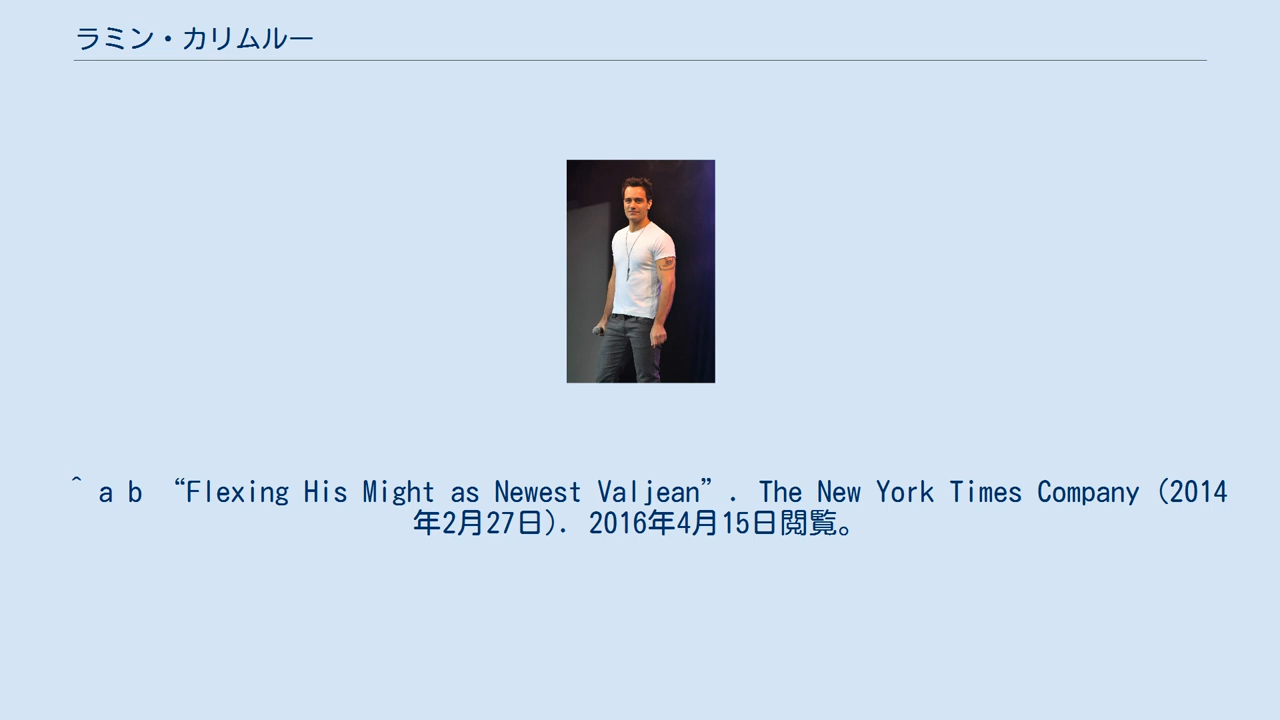 ラミン・カリムルー
^ a b “Flexing His Might as Newest Valjean”. The New York Times Company (2014
年2月27日). 2016年4月15日閲覧。